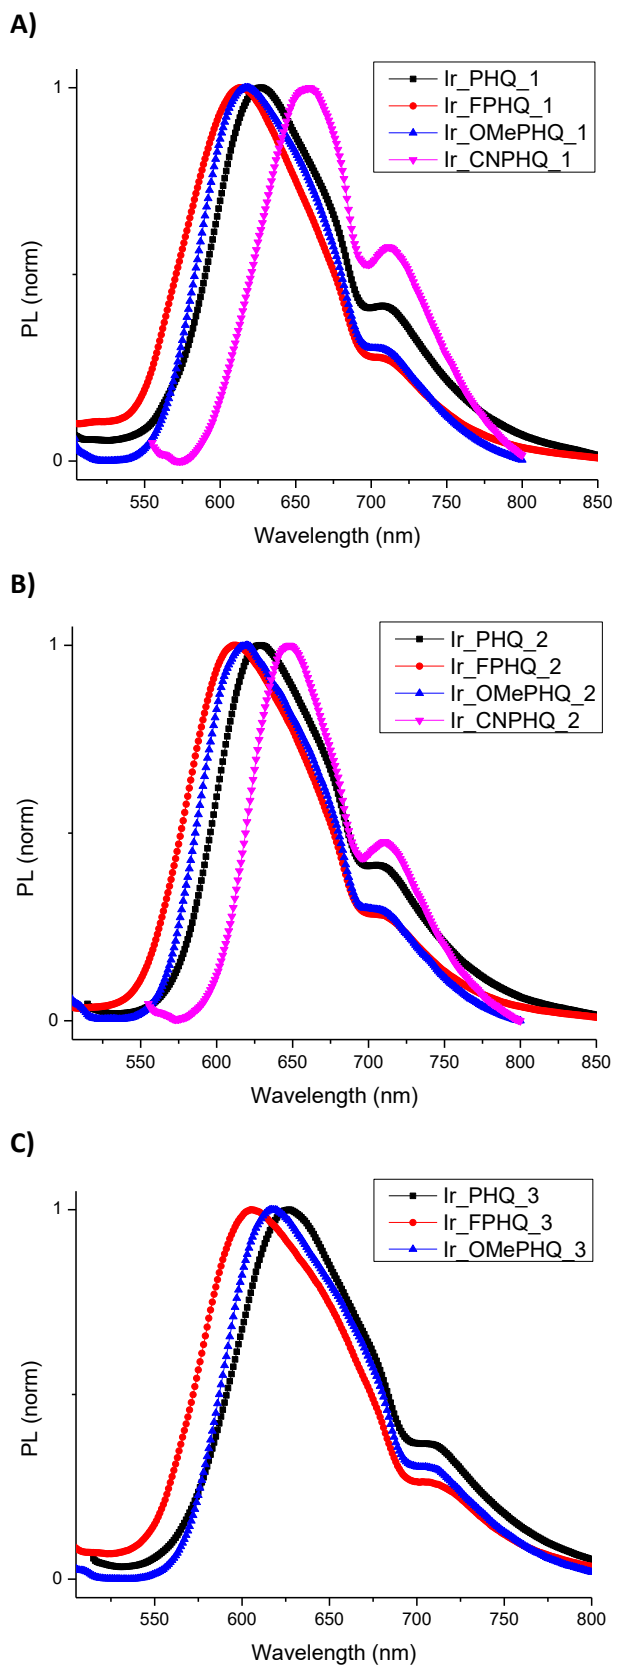 A)
1
Ir_PHQ_1
Ir_FPHQ_1
Ir_OMePHQ_1
Ir_CNPHQ_1
PL (norm)
0
550 600 650 700 750 800 850
Wavelength (nm)
B)
1
Ir_PHQ_2
Ir_FPHQ_2
Ir_OMePHQ_2
Ir_CNPHQ_2
PL (norm)
0
550 600 650 700 750 800 850
Wavelength (nm)
C)
1
Ir_PHQ_3
Ir_FPHQ_3
Ir_OMePHQ_3
PL (norm)
0
550 600 650 700 750 800
Wavelength (nm)